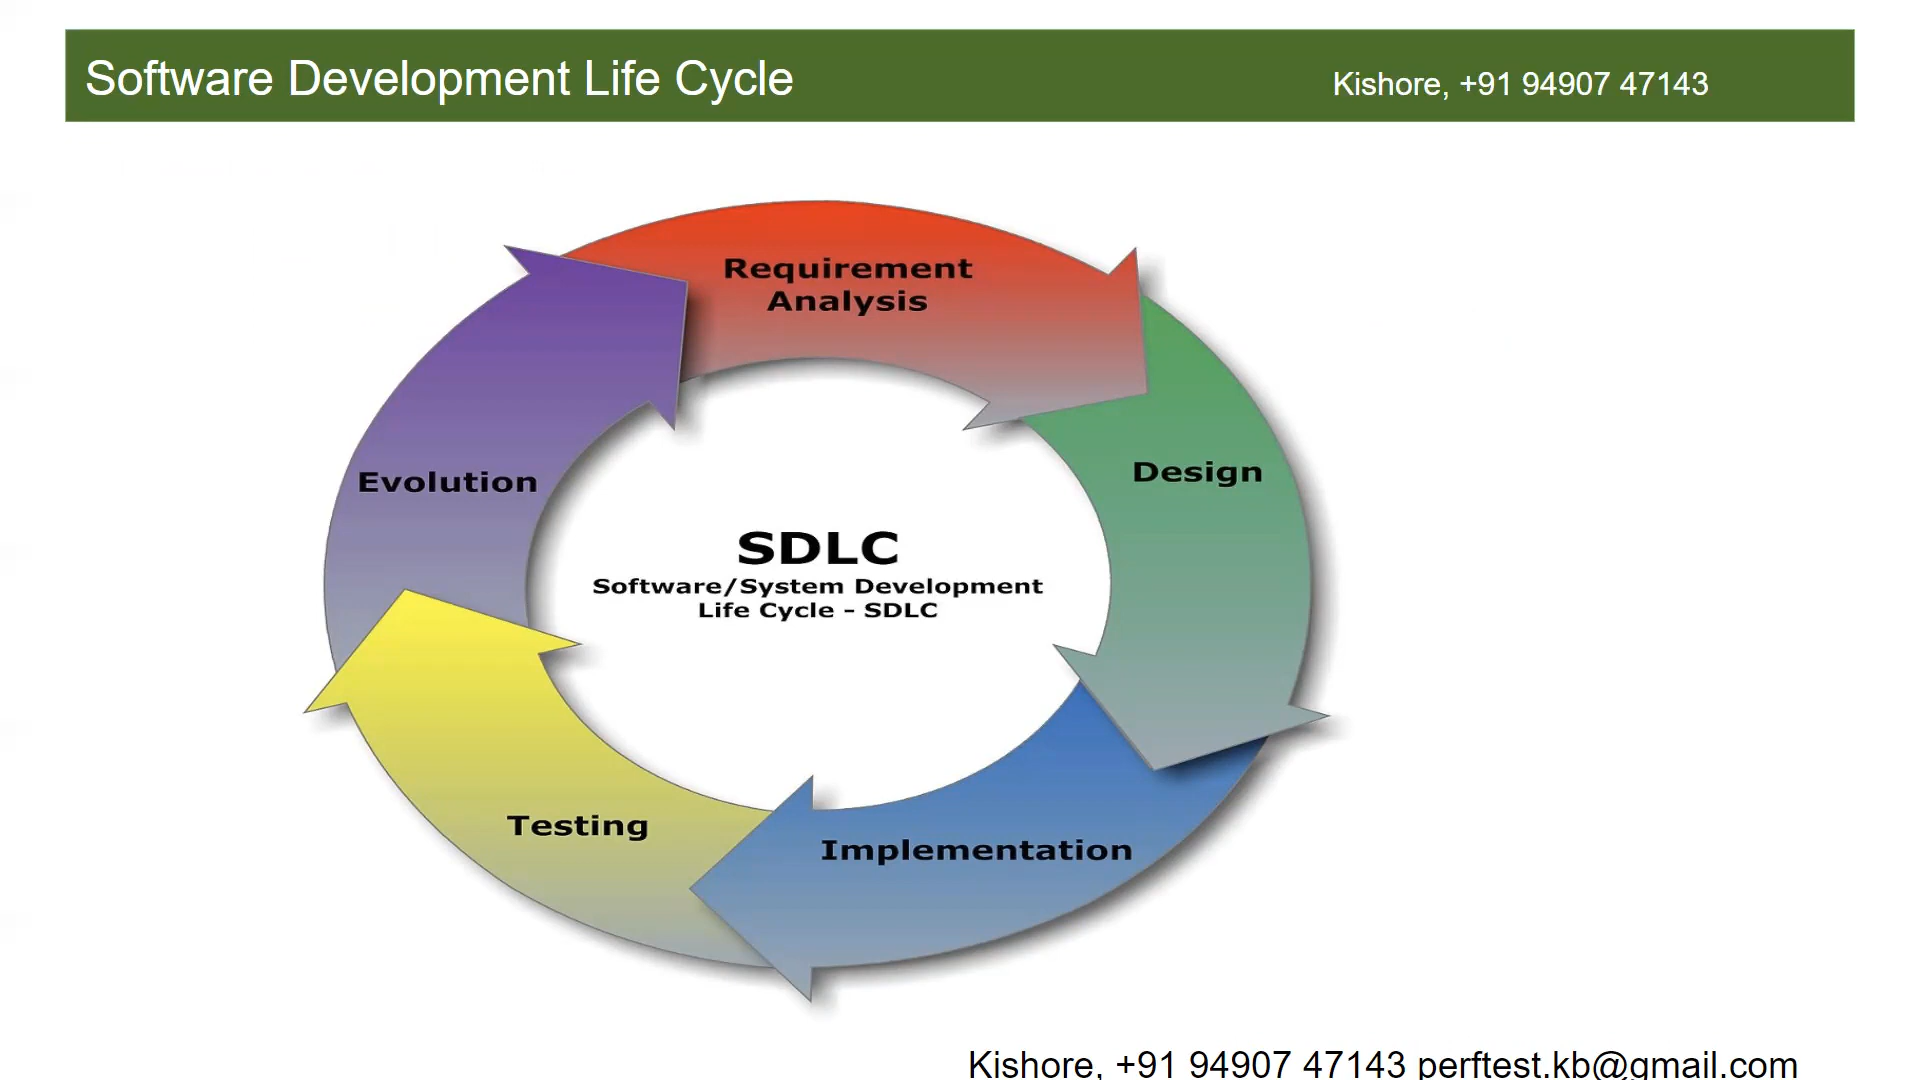 Software Development Life Cycle
Kishore, +91 94907 47143
Requirement
Analysis
Design
Evolution
SDLC
Software/System Development
Life Cycle - SDLC
Testing
Implementation
Kishore, +91 94907 47143 perftest.kb@gmail.com